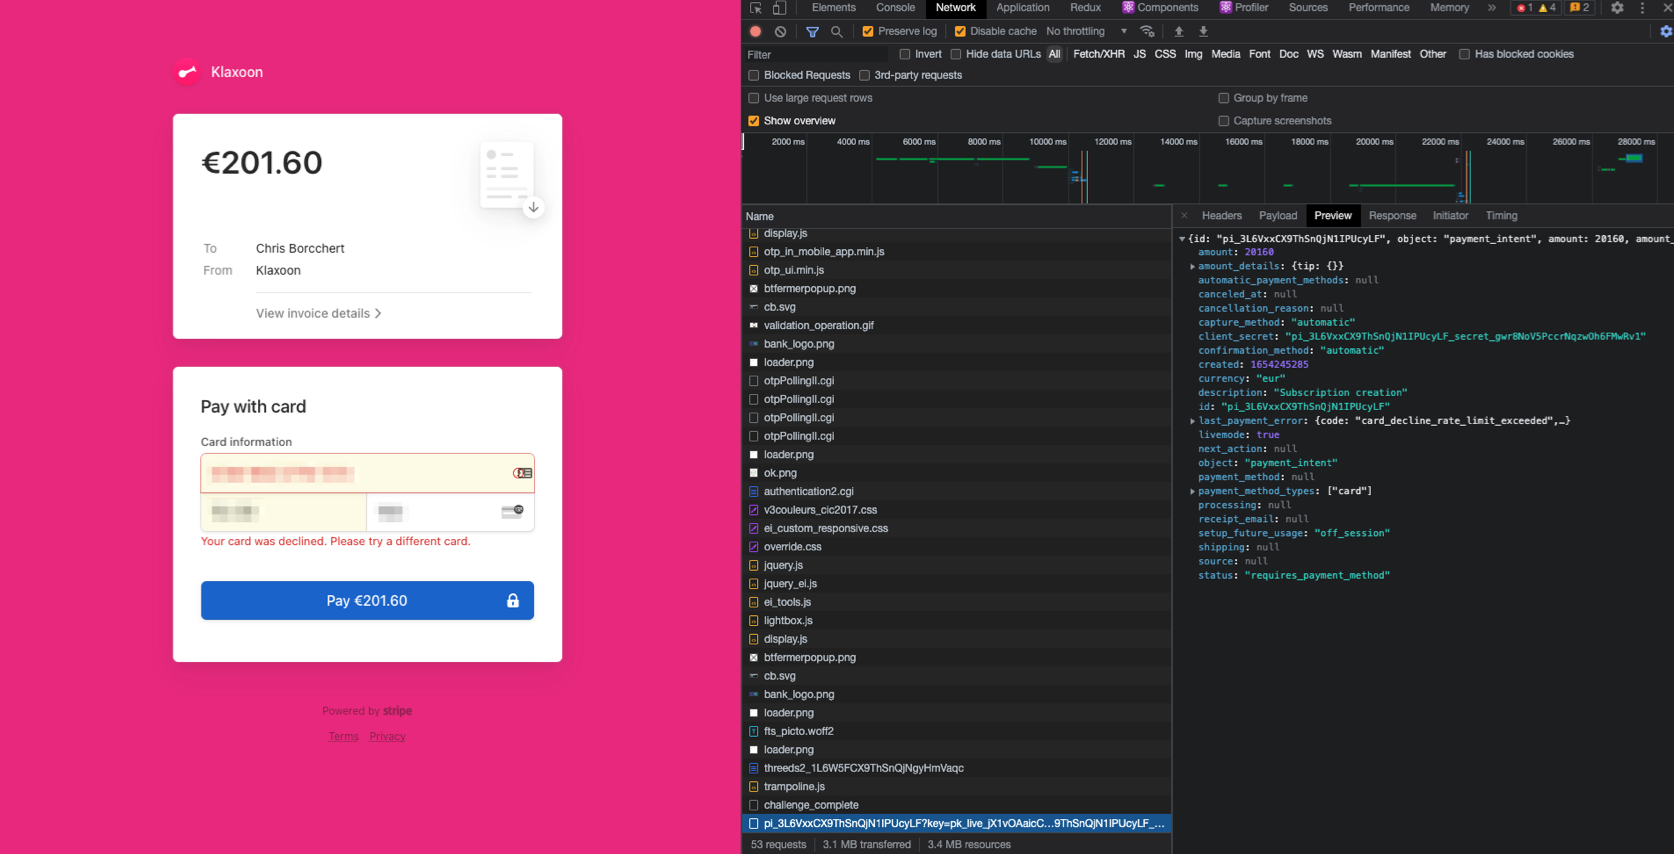 Klaxoon
€201.60
To Chris Borcchert
From Klaxoon
View invoice details
Pay with card
Card information
Your card was declined. Please try a different card.
Pay €201.60
Powered by stripe
Terms Privacy
Elements Console Network Application Redux Components Profiler Sources Performance Memory » 1 4 2
Preserve log Disable cache No throttling
Filter Invert Hide data URLs All Fetch/XHR JS CSS Img Media Font Doc WS Wasm Manifest Other Has blocked cookies
Blocked Requests 3rd-party requests
Use large request rows Group by frame
Show overview Capture screenshots
2000 ms 4000 ms 6000 ms 8000 ms 10000 ms 12000 ms 14000 ms 16000 ms 18000 ms 20000 ms 22000 ms 24000 ms 26000 ms 28000 ms
Name
display.js
otp_in_mobile_app.min.js
otp_ui.min.js
btfermerpopup.png
cb.svg
validation_operation.gif
bank_logo.png
loader.png
otpPollingII.cgi
otpPollingII.cgi
otpPollingII.cgi
otpPollingII.cgi
loader.png
ok.png
authentication2.cgi
v3couleurs_cic2017.css
ei_custom_responsive.css
override.css
jquery.js
jquery_ei.js
ei_tools.js
lightbox.js
display.js
btfermerpopup.png
cb.svg
bank_logo.png
loader.png
fts_picto.woff2
loader.png
threeds2_1L6W5FCX9ThSnQjNgyHmVaqc
trampoline.js
challenge_complete
pi_3L6VxxCX9ThSnQjN1IPUcyLF?key=pk_live_jX1vOAaicC...9ThSnQjN1IPUcyLF_...
53 requests 3.1 MB transferred 3.4 MB resources
Headers Payload Preview Response Initiator Timing
{id: "pi_3L6VxxCX9ThSnQjN1IPUcyLF", object: "payment_intent", amount: 20160, amount_
amount: 20160
amount_details: {tip: {}}
automatic_payment_methods: null
canceled_at: null
cancellation_reason: null
capture_method: "automatic"
client_secret: "pi_3L6VxxCX9ThSnQjN1IPUcyLF_secret_gwr8NoV5PccrNqzwOh6FMwRv1"
confirmation_method: "automatic"
created: 1654245285
currency: "eur"
description: "Subscription creation"
id: "pi_3L6VxxCX9ThSnQjN1IPUcyLF"
last_payment_error: {code: "card_decline_rate_limit_exceeded",…}
livemode: true
next_action: null
object: "payment_intent"
payment_method: null
payment_method_types: ["card"]
processing: null
receipt_email: null
setup_future_usage: "off_session"
shipping: null
source: null
status: "requires_payment_method"